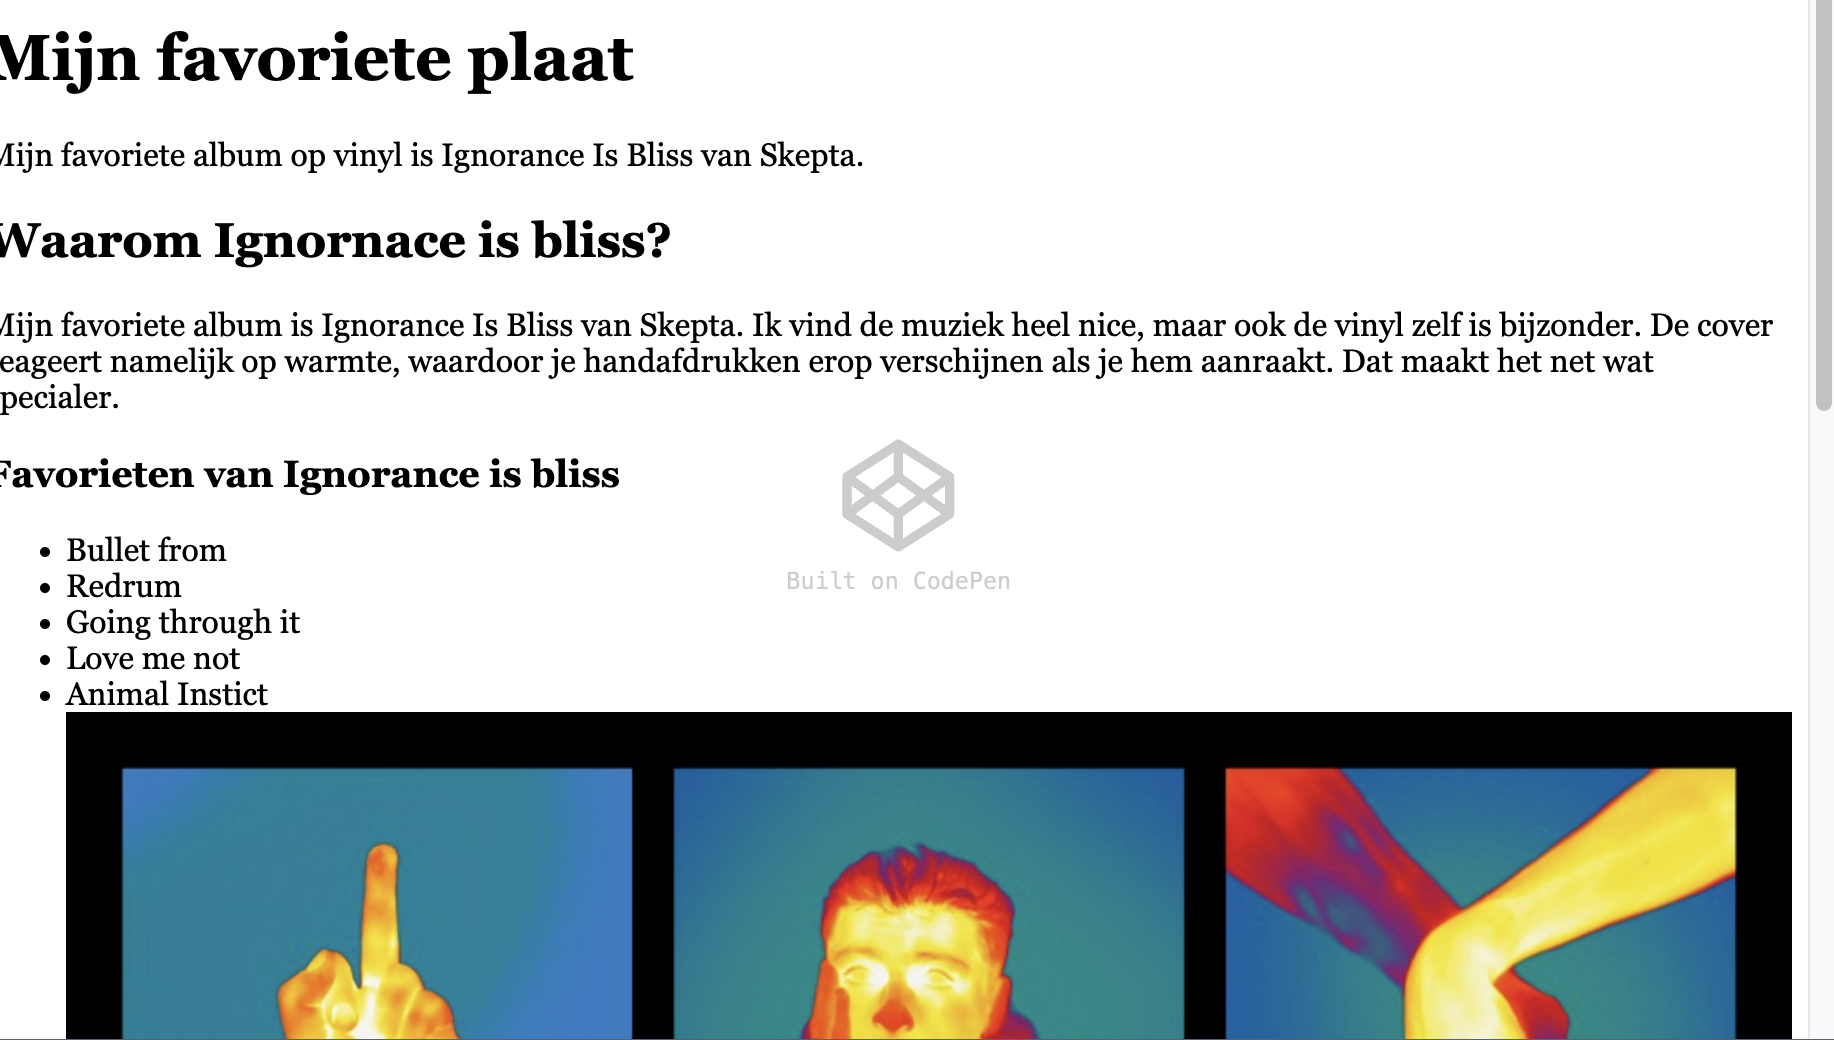 Mijn favoriete plaat
Mijn favoriete album op vinyl is Ignorance Is Bliss van Skepta.
Waarom Ignornace is bliss?
Mijn favoriete album is Ignorance Is Bliss van Skepta. Ik vind de muziek heel nice, maar ook de vinyl zelf is bijzonder. De cover
eageert namelijk op warmte, waardoor je handafdrukken erop verschijnen als je hem aanraakt. Dat maakt het net wat
pecialer.
Favorieten van Ignorance is bliss
• Bullet from
• Redrum
• Going through it
• Love me not
• Animal Instict
Built on CodePen